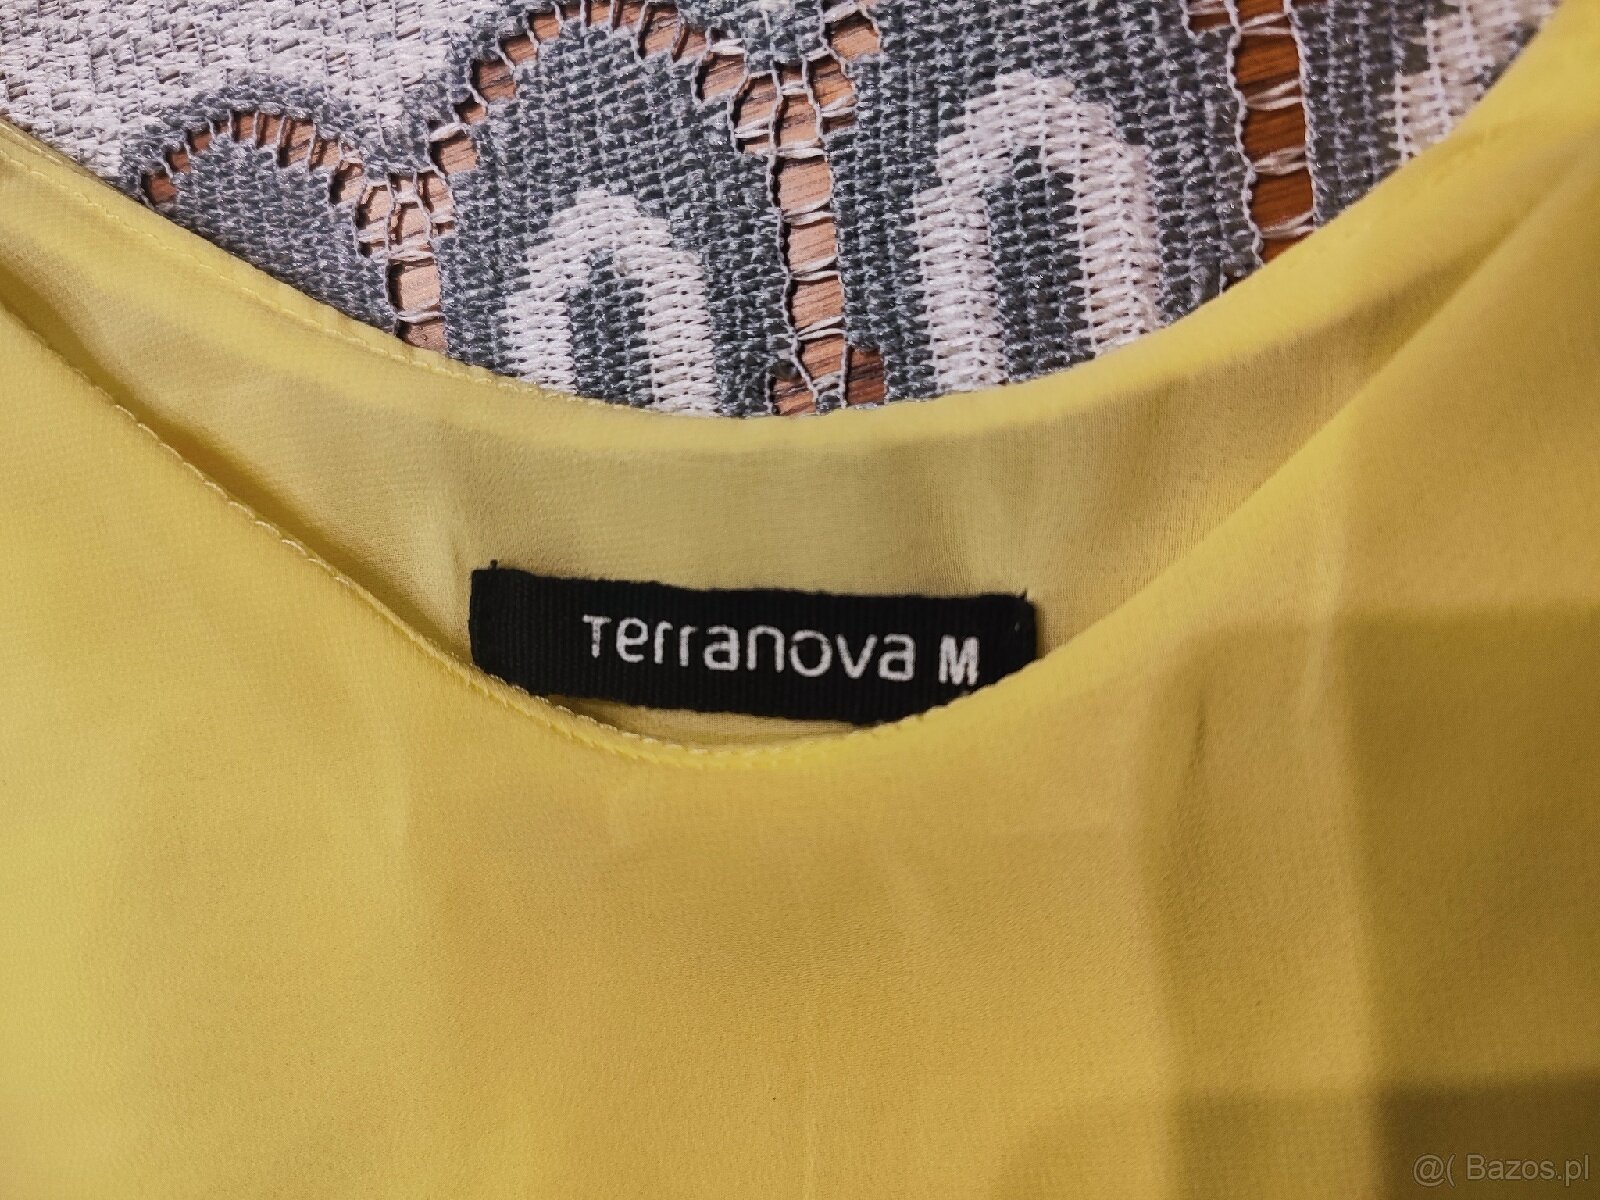 Terranova M
@( Bazos.pl